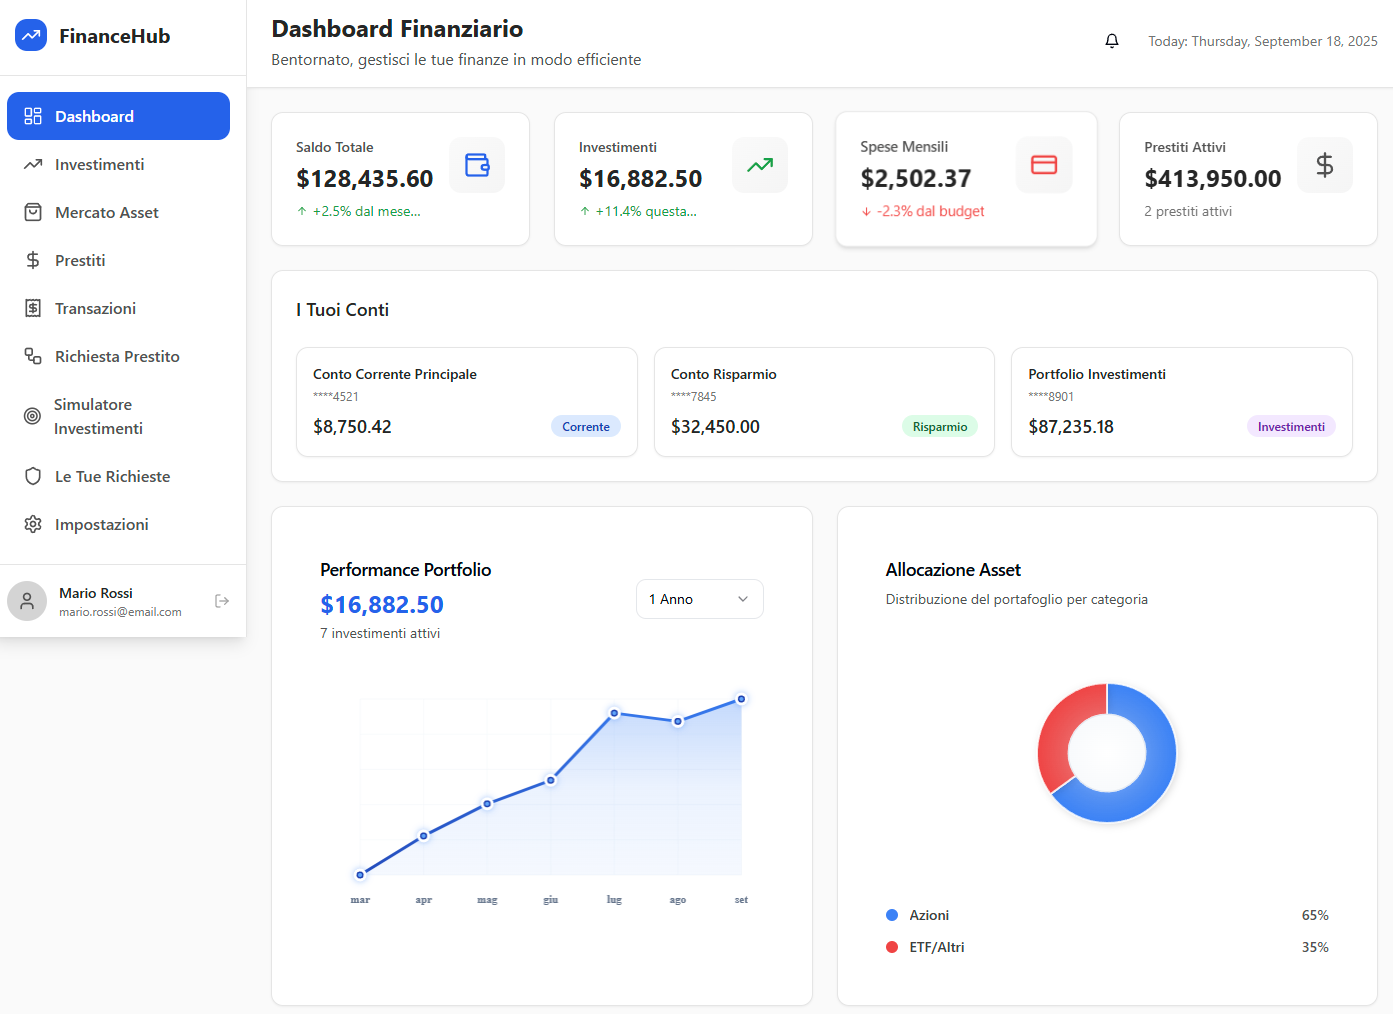 FinanceHub
Dashboard
Investimenti
Mercato Asset
Prestiti
Transazioni
Richiesta Prestito
Simulatore
Investimenti
Le Tue Richieste
Impostazioni
Mario Rossi
mario.rossi@email.com
Dashboard Finanziario
Bentornato, gestisci le tue finanze in modo efficiente
Today: Thursday, September 18, 2025
Saldo Totale
$128,435.60
+2.5% dal mese...
Investimenti
$16,882.50
+11.4% questa...
Spese Mensili
$2,502.37
-2.3% dal budget
Prestiti Attivi
$413,950.00
2 prestiti attivi
I Tuoi Conti
Conto Corrente Principale
****4521
$8,750.42
Corrente
Conto Risparmio
****7845
$32,450.00
Risparmio
Portfolio Investimenti
****8901
$87,235.18
Investimenti
Performance Portfolio
$16,882.50
7 investimenti attivi
1 Anno
mar apr mag giu lug ago set
Allocazione Asset
Distribuzione del portafoglio per categoria
Azioni 65%
ETF/Altri 35%